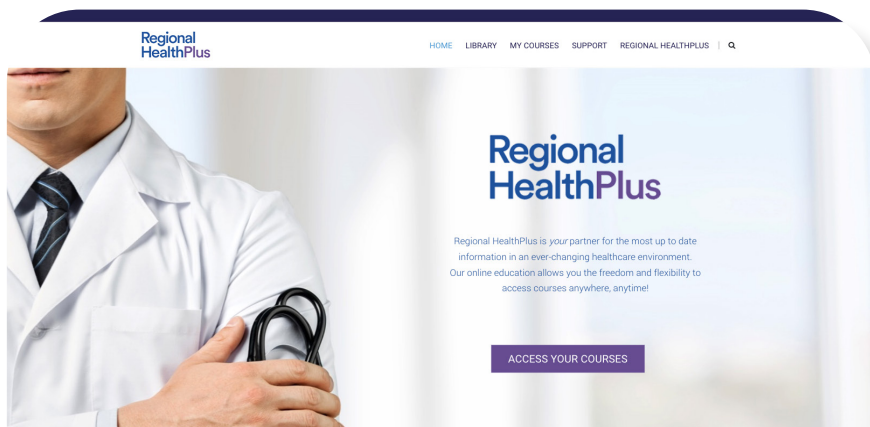 Regional
HealthPlus
HOME LIBRARY MY COURSES SUPPORT REGIONAL HEALTHPLUS
Regional
HealthPlus
Regional HealthPlus is your partner for the most up to date
information in an ever-changing healthcare environment.
Our online education allows you the freedom and flexibility to
access courses anywhere, anytime!
ACCESS YOUR COURSES